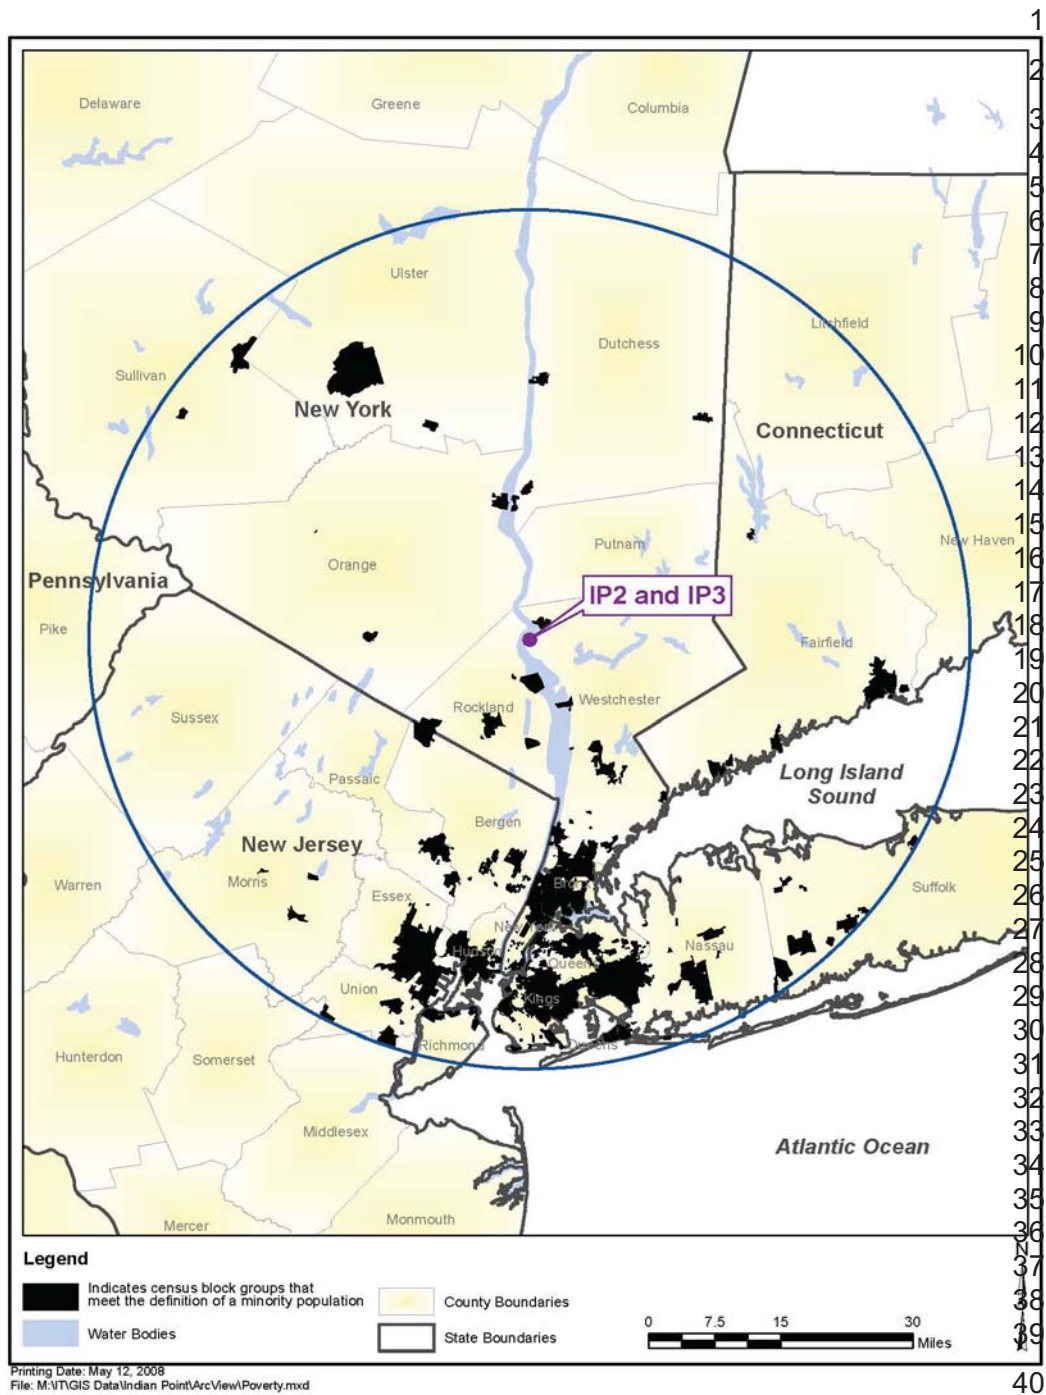 1
2
Delaware
Greene
Columbia
3
4
5
6
7
Ulster
8
Litchfield
9
Dutchess
10
Sullivan
11
New York
12
Connecticut
13
14
15
New Haven
Putnam
16
Orange
Pennsylvania
17
IP2 and IP3
18
Pike
Fairfield
19
20
Westchester
Rockland
Sussex
21
22
Long Island
Sound
Passaic
23
Bergen
24
New Jersey
25
Morris
Warren
Bronx
Suffolk
26
Essex
27
New York
Nassau
Hudson
28
Queens
Union
29
Kings
30
Richmond
Queens
Hunterdon
Somerset
31
32
Middlesex
33
Atlantic Ocean
34
35
Monmouth
Mercer
36
N
Legend
37
Indicates census block groups that
meet the definition of a minority population
County Boundaries
38
Water Bodies
State Boundaries
0 7.5 15 30
Miles
39
Printing Date: May 12, 2008
File: M:\IT\GIS Data\Indian Point\ArcView\Poverty.mxd
40